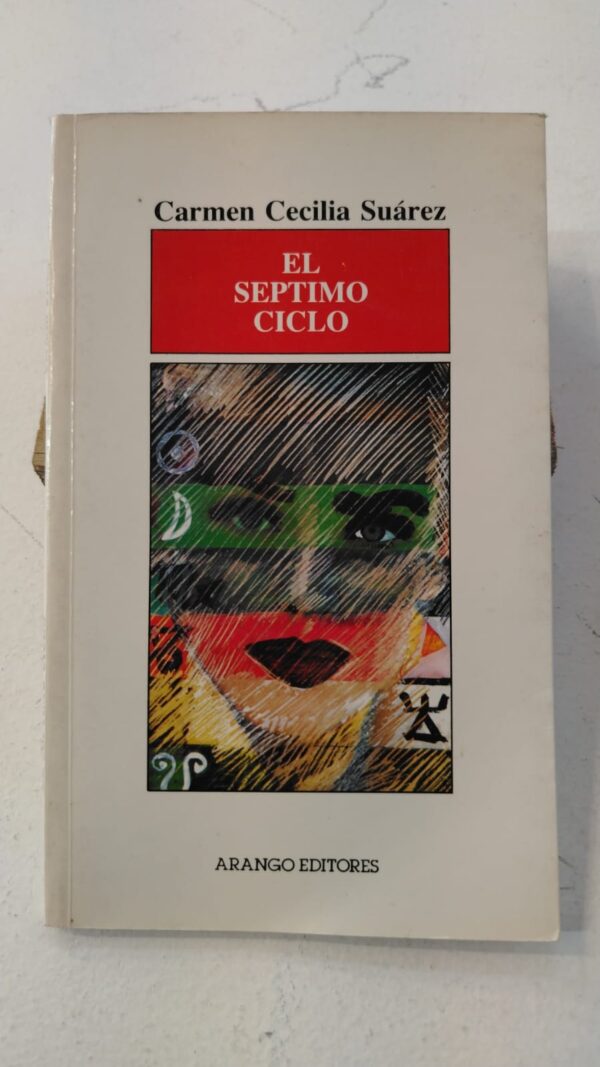 Carmen Cecilia Suárez
EL
SEPTIMO
CICLO
ARANGO EDITORES